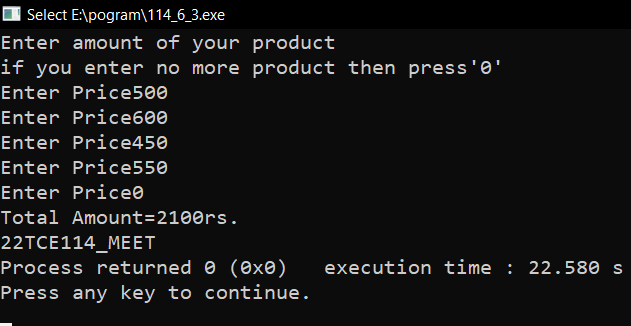 Select E:\pogram\114_6_3.exe
Enter amount of your product
if you enter no more product then press'0'
Enter Price500
Enter Price600
Enter Price450
Enter Price550
Enter Price0
Total Amount=2100rs.
22TCE114_MEET
Process returned 0 (0x0)   execution time : 22.580 s
Press any key to continue.